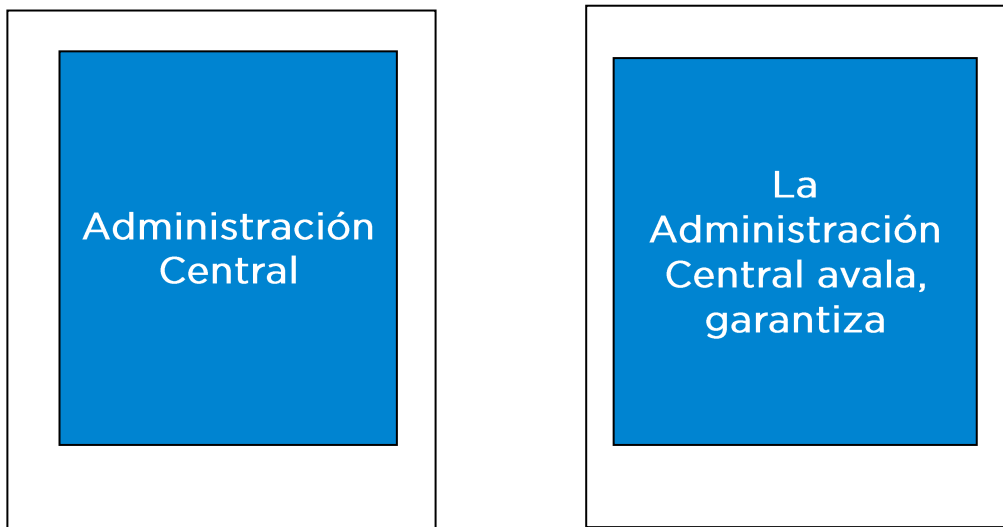 Administración
Central
La
Administración
Central avala,
garantiza